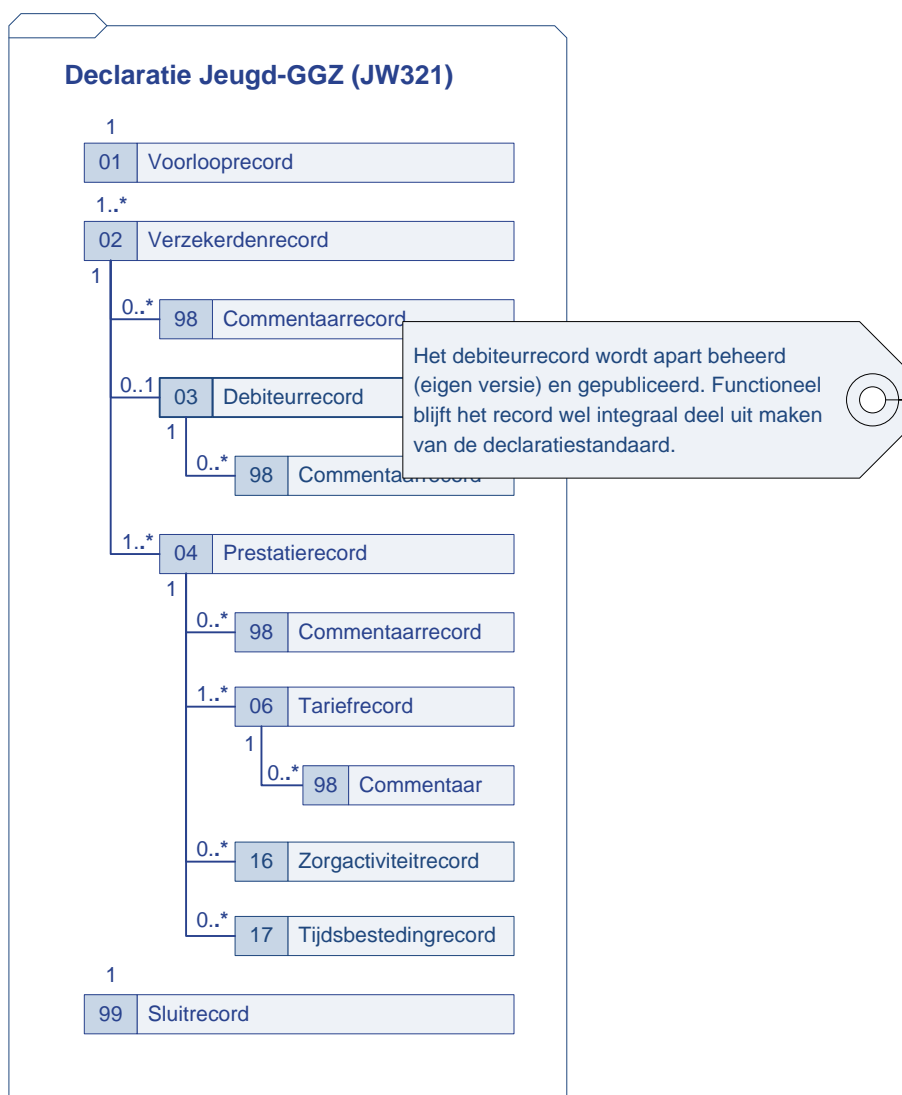 Declaratie Jeugd-GGZ (JW321)
1
01 Voorlooprecord
1..*
02 Verzekerdenrecord
1
0..* 98 Commentaarrecord
Het debiteurrecord wordt apart beheerd
(eigen versie) en gepubliceerd. Functioneel
blijft het record wel integraal deel uit maken
van de declaratiestandaard.
0..1 03 Debiteurrecord
1
0..* 98 Commentaarrecord
1..* 04 Prestatierecord
1
0..* 98 Commentaarrecord
1..* 06 Tariefrecord
1
0..* 98 Commentaar
0..* 16 Zorgactiviteitrecord
0..* 17 Tijdsbestedingrecord
1
99 Sluitrecord